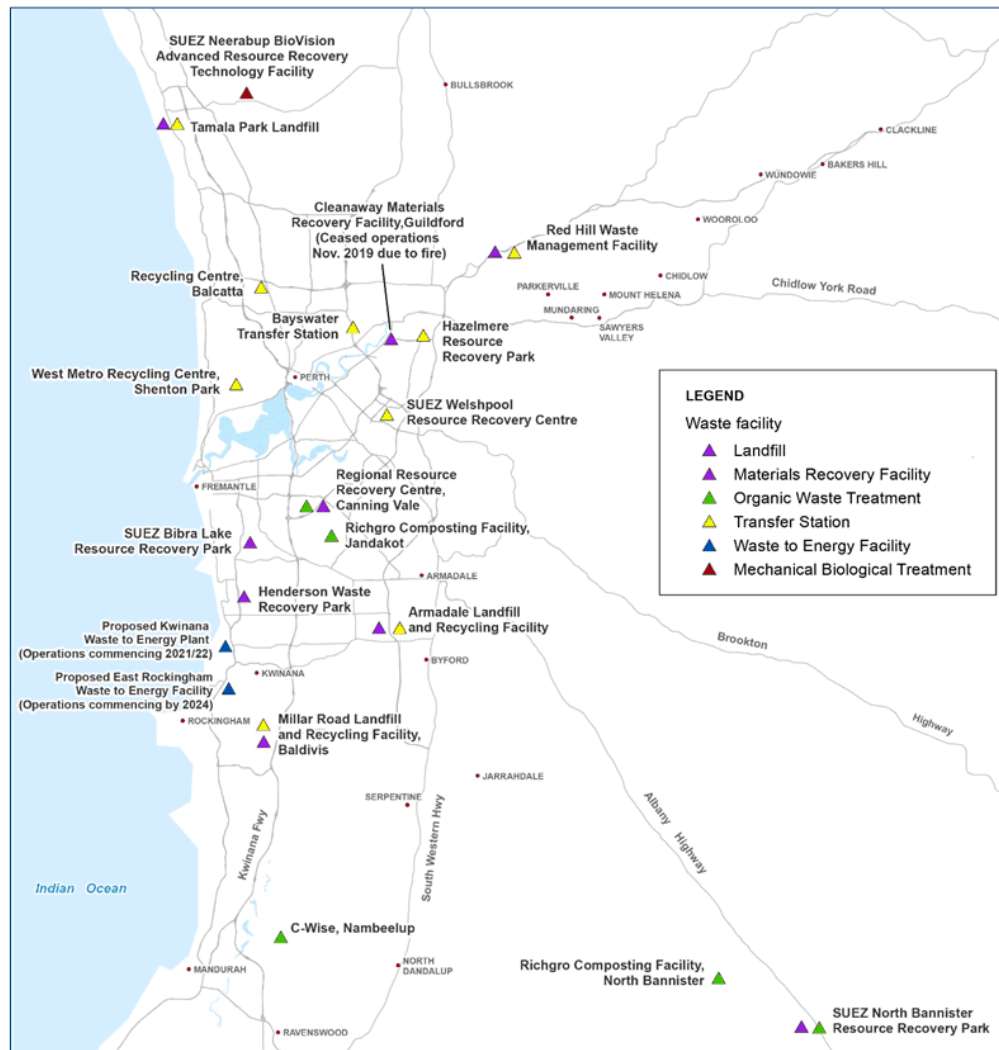 SUEZ Neerabup BioVision
Advanced Resource Recovery
Technology Facility
BULLSBROOK
Tamala Park Landfill
CLACKLINE
BAKERS HILL
WUNDOWIE
Cleanaway Materials
Recovery Facility,Guildford
(Ceased operations
Nov. 2019 due to fire)
WOOROLOO
Red Hill Waste
Management Facility
Recycling Centre,
Balcatta
CHIDLOW
Chidlow York Road
PARKERVILLE
MOUNT HELENA
MUNDARING
SAWYERS
VALLEY
Bayswater
Transfer Station
Hazelmere
Resource
Recovery Park
West Metro Recycling Centre,
Shenton Park
PERTH
SUEZ Welshpool
Resource Recovery Centre
LEGEND
Waste facility
Landfill
Materials Recovery Facility
Organic Waste Treatment
Transfer Station
Waste to Energy Facility
Mechanical Biological Treatment
FREMANTLE
Regional Resource
Recovery Centre,
Canning Vale
Richgro Composting Facility,
Jandakot
SUEZ Bibra Lake
Resource Recovery Park
ARMADALE
Henderson Waste
Recovery Park
Armadale Landfill
and Recycling Facility
Proposed Kwinana
Waste to Energy Plant
(Operations commencing 2021/22)
Brookton
Highway
BYFORD
KWINANA
Proposed East Rockingham
Waste to Energy Facility
(Operations commencing by 2024)
ROCKINGHAM
Millar Road Landfill
and Recycling Facility,
Baldivis
JARRAHDALE
SERPENTINE
Kwinana Fwy
South Western Hwy
Albany
Highway
Indian Ocean
C-Wise, Nambeelup
MANDURAH
NORTH
DANDALUP
Richgro Composting Facility,
North Bannister
RAVENSWOOD
SUEZ North Bannister
Resource Recovery Park